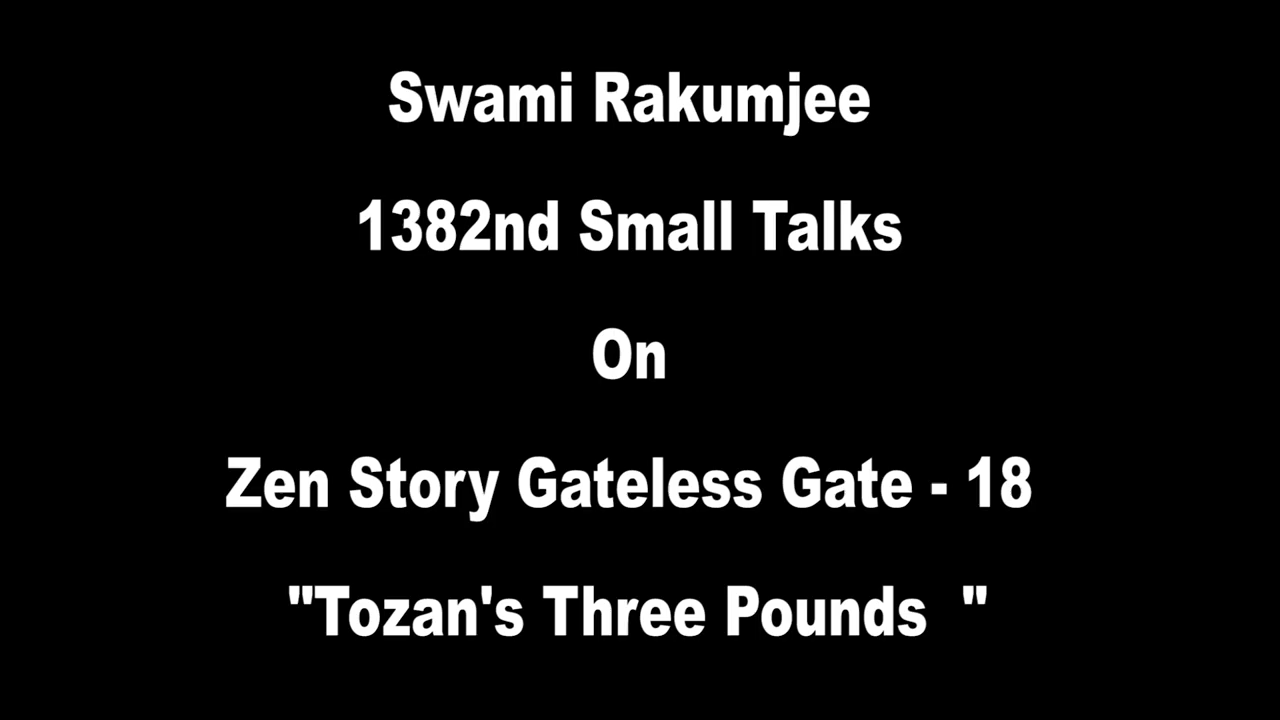 Swami Rakumjee
1382nd Small Talks
On
Zen Story Gateless Gate - 18
"Tozan's Three Pounds  "